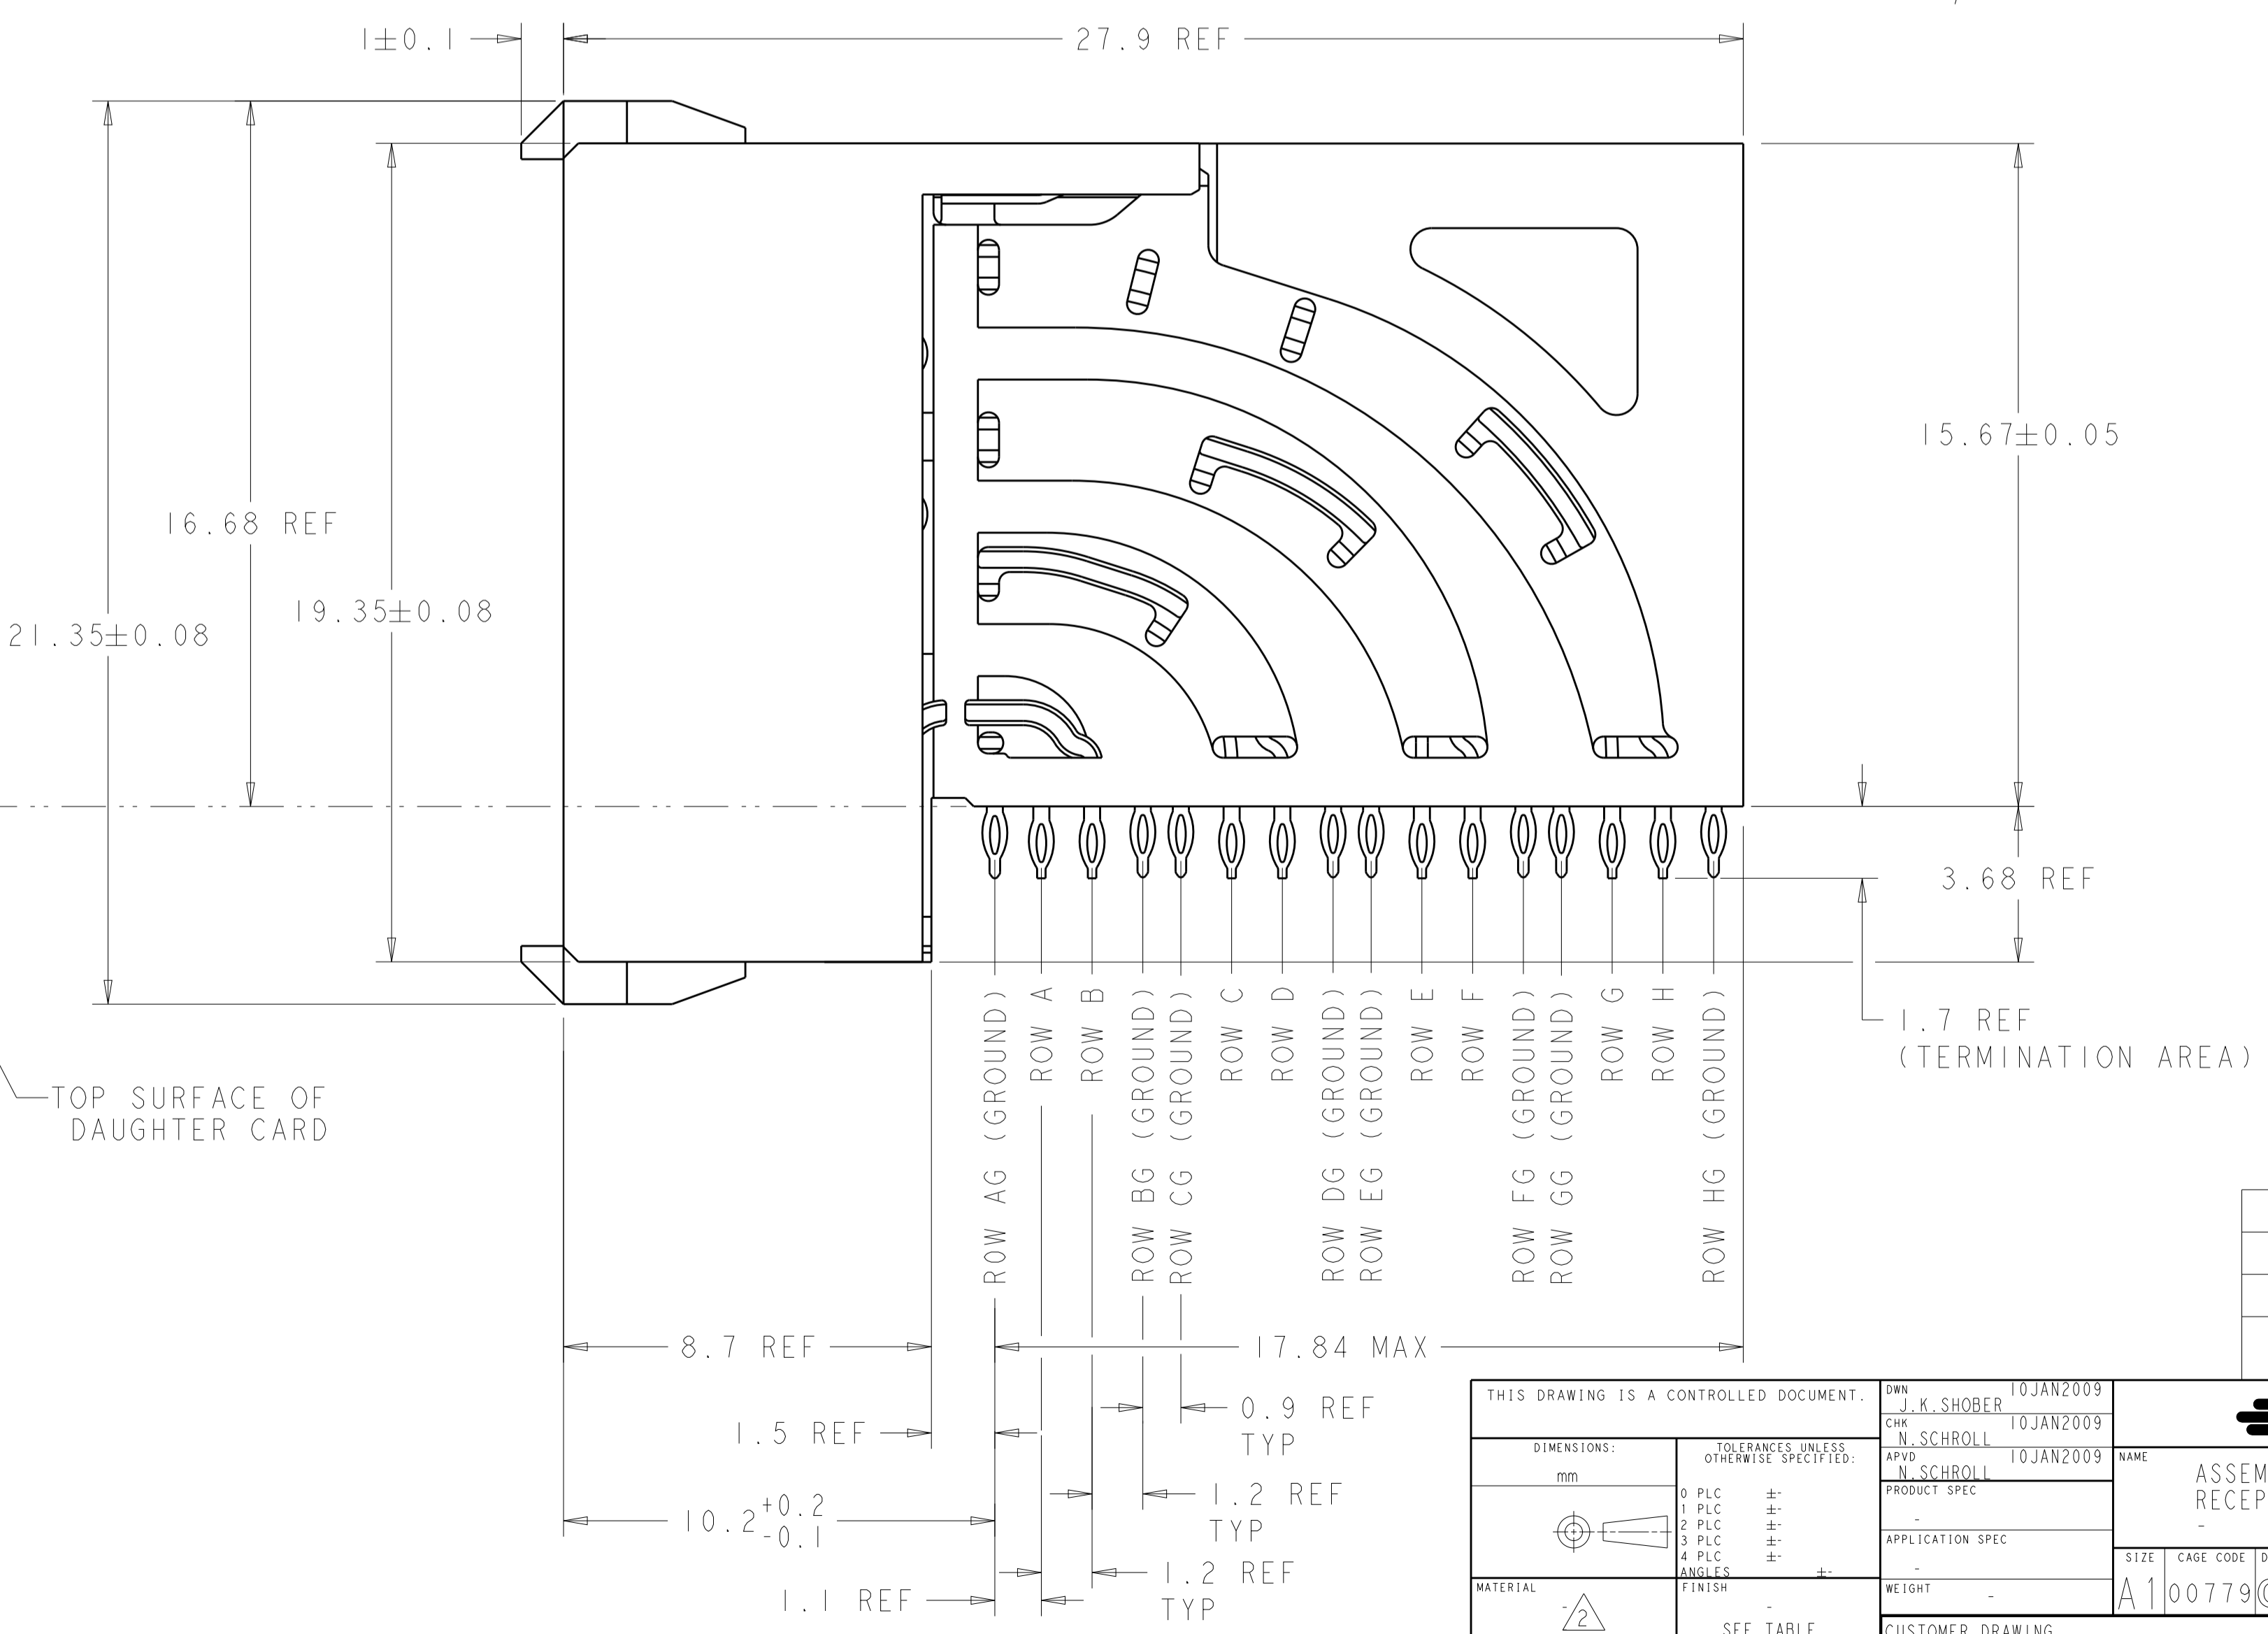 1±0.1
27.9 REF
15.67±0.05
16.68 REF
19.35±0.08
21.35±0.08
3.68 REF
1.7 REF
(TERMINATION AREA)
TOP SURFACE OF
DAUGHTER CARD
ROW AG (GROUND)
ROW A
ROW B
ROW BG (GROUND)
ROW CG (GROUND)
ROW C
ROW D
ROW DG (GROUND)
ROW EG (GROUND)
ROW E
ROW F
ROW FG (GROUND)
ROW GG (GROUND)
ROW G
ROW H
ROW HG (GROUND)
8.7 REF
17.84 MAX
0.9 REF
TYP
1.5 REF
1.2 REF
TYP
10.2 +0.2
-0.1
1.2 REF
TYP
1.1 REF
THIS DRAWING IS A CONTROLLED DOCUMENT.
DIMENSIONS:
mm
TOLERANCES UNLESS
OTHERWISE SPECIFIED:
0 PLC ±-
1 PLC ±-
2 PLC ±-
3 PLC ±-
4 PLC ±-
ANGLES ±-
MATERIAL
-
2
FINISH
-
SEE TABLE
DWN 10JAN2009
J.K.SHOBER
CHK 10JAN2009
N.SCHROLL
APVD 10JAN2009
N.SCHROLL
PRODUCT SPEC
-
APPLICATION SPEC
-
WEIGHT -
CUSTOMER DRAWING
NAME
-
SIZE
A1
CAGE CODE
00779